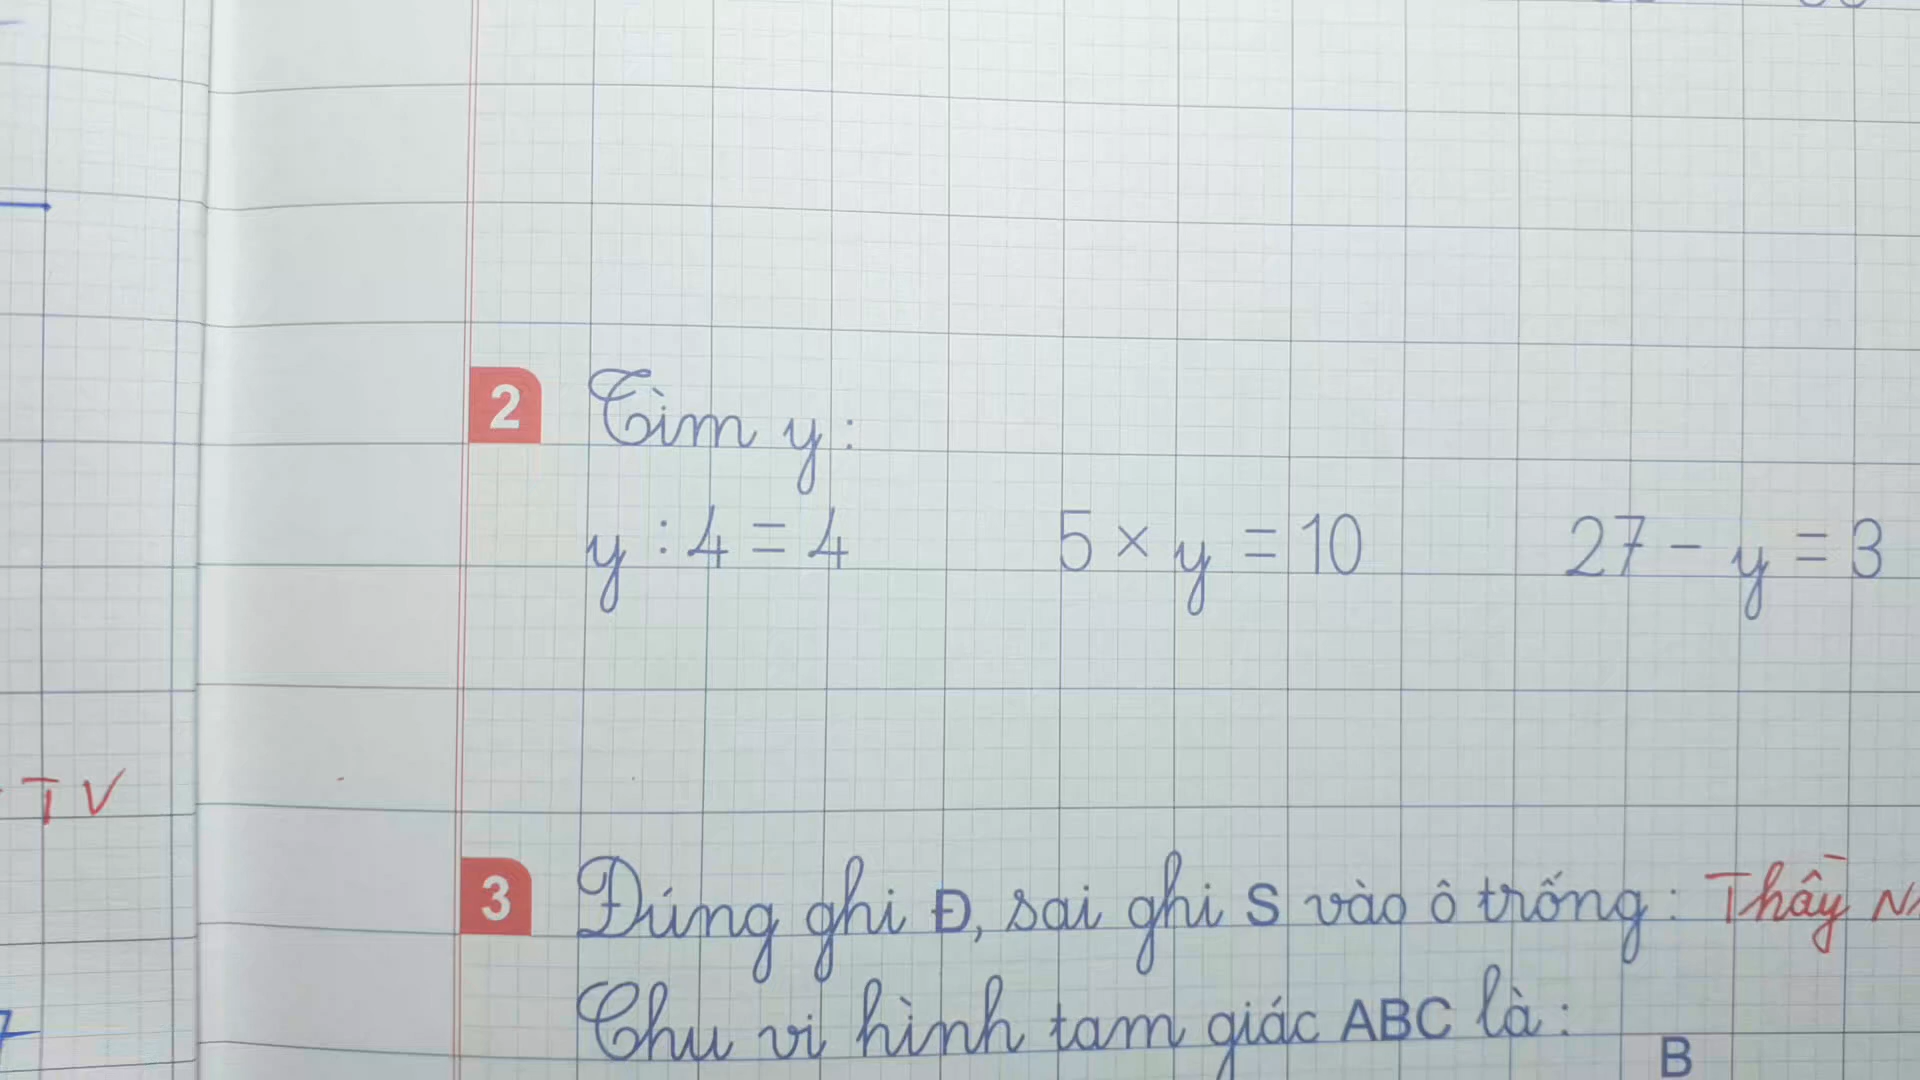 2 Tìm y:
y : 4 = 4 5 × y = 10 27 - y = 3
TV
3 Đúng ghi Đ, sai ghi S vào ô trống: Thầy
Chu vi hình tam giác ABC là:
B